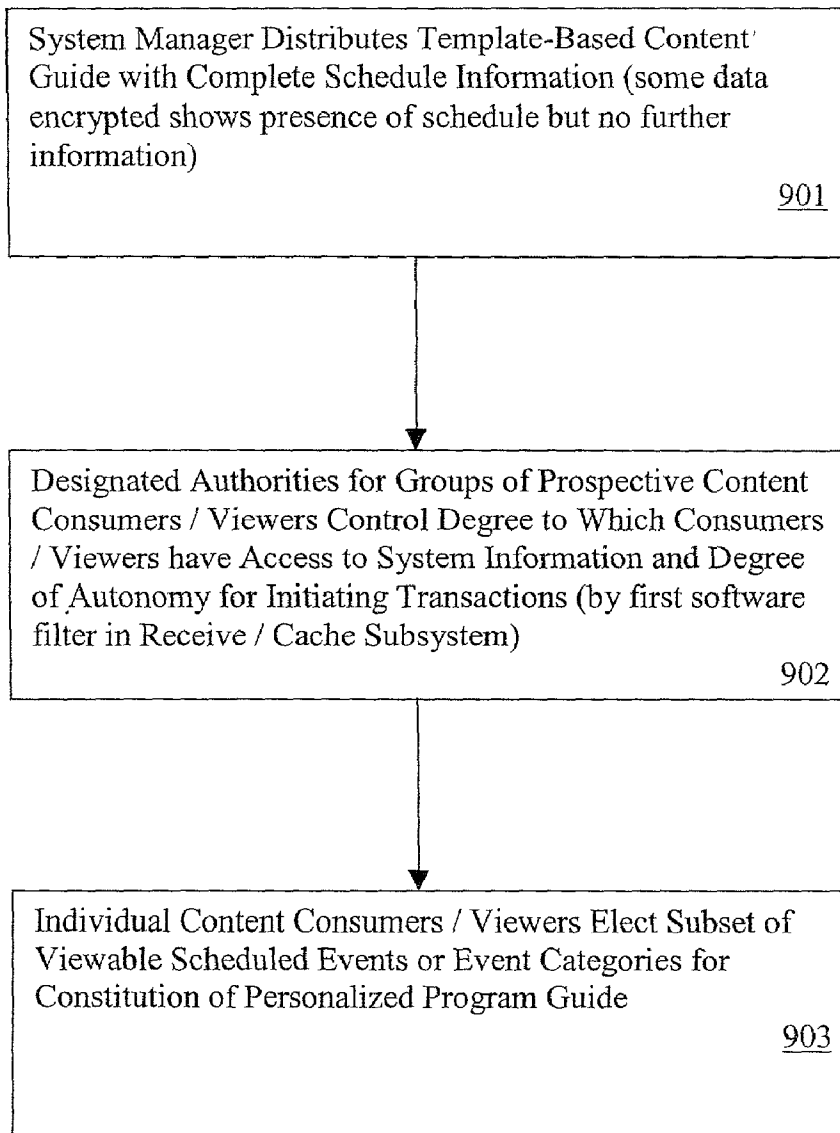 System Manager Distributes Template-Based Content
Guide with Complete Schedule Information (some data
encrypted shows presence of schedule but no further
information)
901
Designated Authorities for Groups of Prospective Content
Consumers / Viewers Control Degree to Which Consumers
/ Viewers have Access to System Information and Degree
of Autonomy for Initiating Transactions (by first software
filter in Receive / Cache Subsystem)
902
Individual Content Consumers / Viewers Elect Subset of
Viewable Scheduled Events or Event Categories for
Constitution of Personalized Program Guide
903